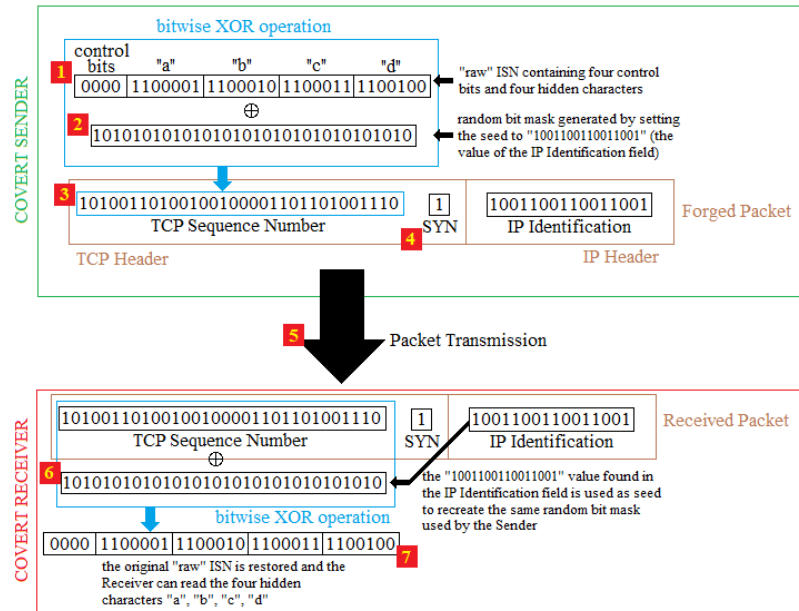 bitwise XOR operation
control
bits "a" "b" "c" "d"
1 0000 1100001 1100010 1100011 1100100
"raw" ISN containing four control
bits and four hidden characters
⊕
2 10101010101010101010101010101010
random bit mask generated by setting
the seed to "1001100110011001" (the
value of the IP Identification field)
COVERT SENDER
3 10100110100100100001101101001110 1 1001100110011001
TCP Sequence Number 4 SYN IP Identification
Forged Packet
TCP Header IP Header
5 Packet Transmission
COVERT RECEIVER
10100110100100100001101101001110 1 1001100110011001
TCP Sequence Number SYN IP Identification
Received Packet
⊕
6 10101010101010101010101010101010
the "1001100110011001" value found in
the IP Identification field is used as seed
to recreate the same random bit mask
used by the Sender
bitwise XOR operation
0000 1100001 1100010 1100011 1100100 7
the original "raw" ISN is restored and the
Receiver can read the four hidden
characters "a", "b", "c", "d"